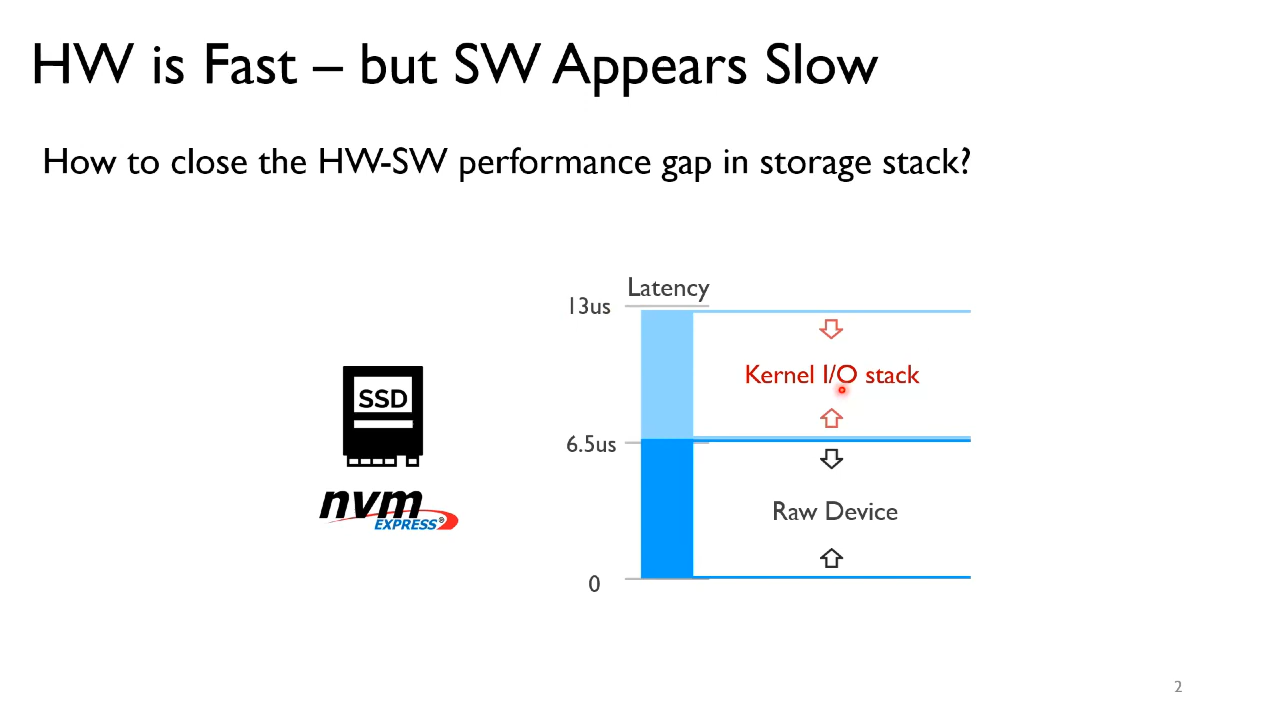 HW is Fast – but SW Appears Slow
How to close the HW-SW performance gap in storage stack?
Latency
13us
Kernel I/O stack
SSD
6.5us
nvm
EXPRESS®
Raw Device
0
2